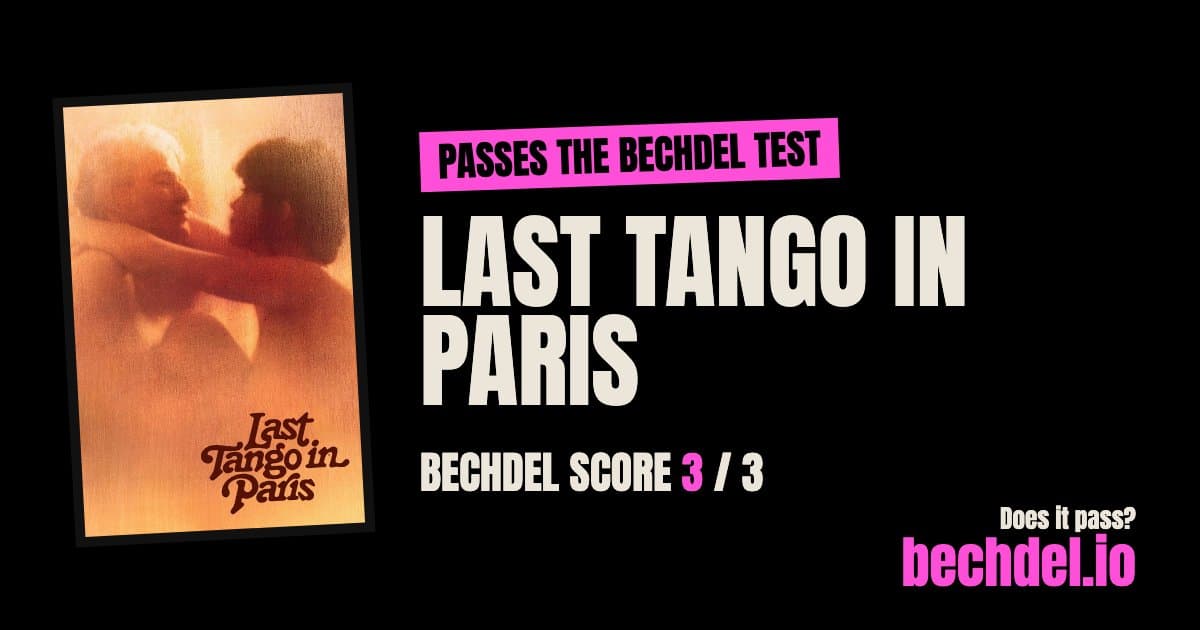 PASSES THE BECHDEL TEST
LAST TANGO IN
PARIS
BECHDEL SCORE 3 / 3
Last
Tango in
Paris
Does it pass?
bechdel.io